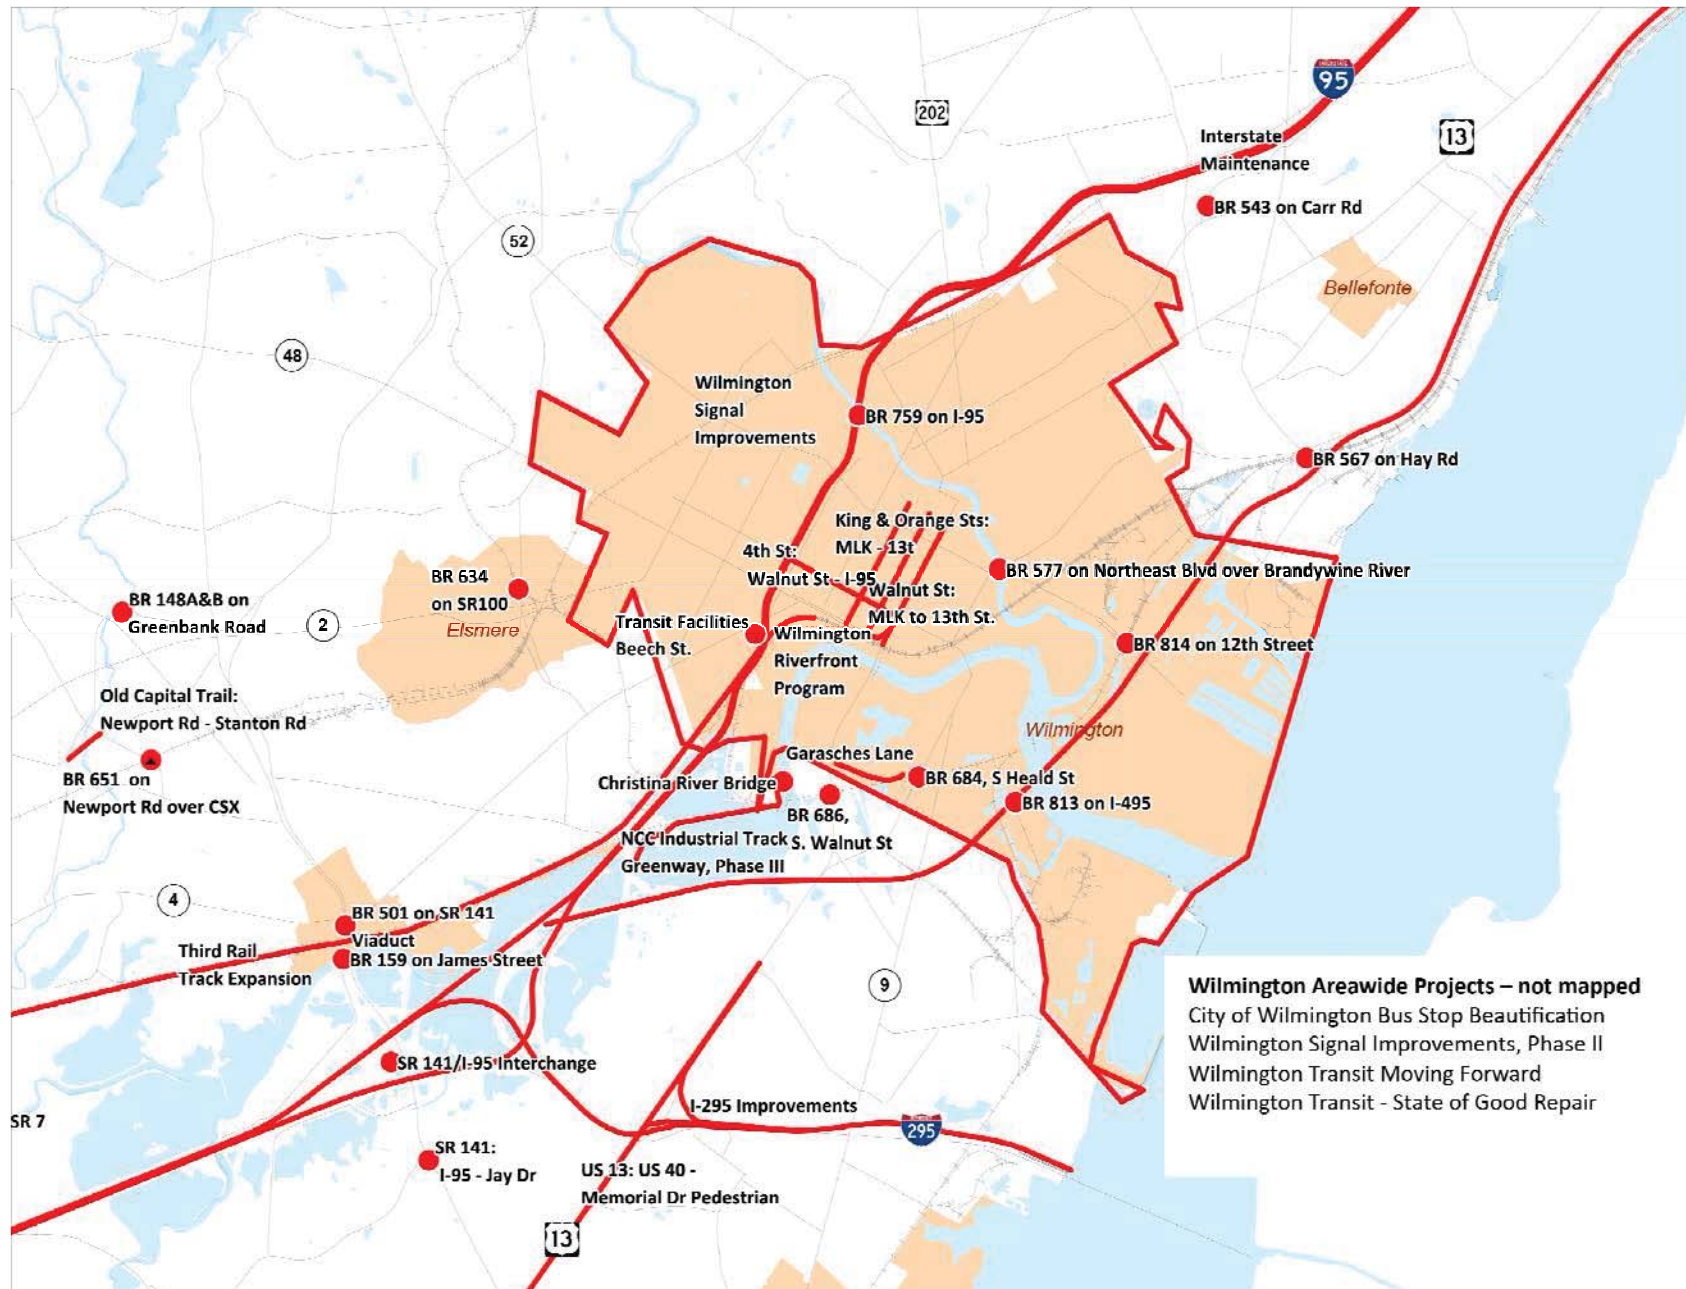 INTERSTATE
95
202
13
Interstate
Maintenance
BR 543 on Carr Rd
52
Bellefonte
48
Wilmington
Signal
Improvements
BR 759 on I-95
BR 567 on Hay Rd
King & Orange Sts:
MLK - 13t
4th St:
Walnut St - I-95
BR 577 on Northeast Blvd over Brandywine River
Walnut St:
MLK to 13th St.
BR 634
on SR100
Elsmere
BR 148A&B on
Greenbank Road
2
Transit Facilities
Beech St.
Wilmington
Riverfront
Program
BR 814 on 12th Street
Old Capital Trail:
Newport Rd - Stanton Rd
Wilmington
BR 651 on
Newport Rd over CSX
Garasches Lane
Christina River Bridge
BR 684, S Heald St
BR 813 on I-495
BR 686,
S. Walnut St
NCC Industrial Track
Greenway, Phase III
4
BR 501 on SR 141
Viaduct
BR 159 on James Street
Third Rail
Track Expansion
9
Wilmington Areawide Projects – not mapped
City of Wilmington Bus Stop Beautification
Wilmington Signal Improvements, Phase II
Wilmington Transit Moving Forward
Wilmington Transit - State of Good Repair
SR 141/I-95 Interchange
SR 7
I-295 Improvements
INTERSTATE
295
SR 141:
I-95 - Jay Dr
US 13: US 40 -
Memorial Dr Pedestrian
13